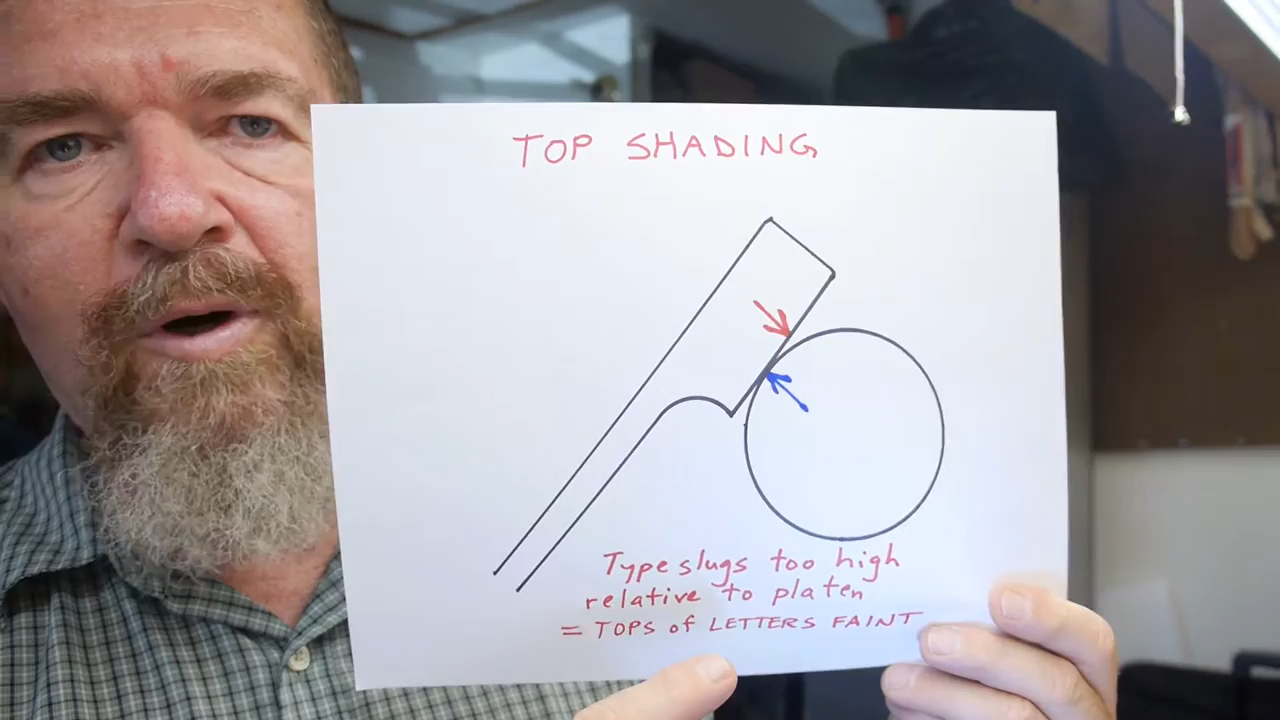 TOP SHADING
Type slugs too high
relative to platen
= TOPS of LETTERS FAINT